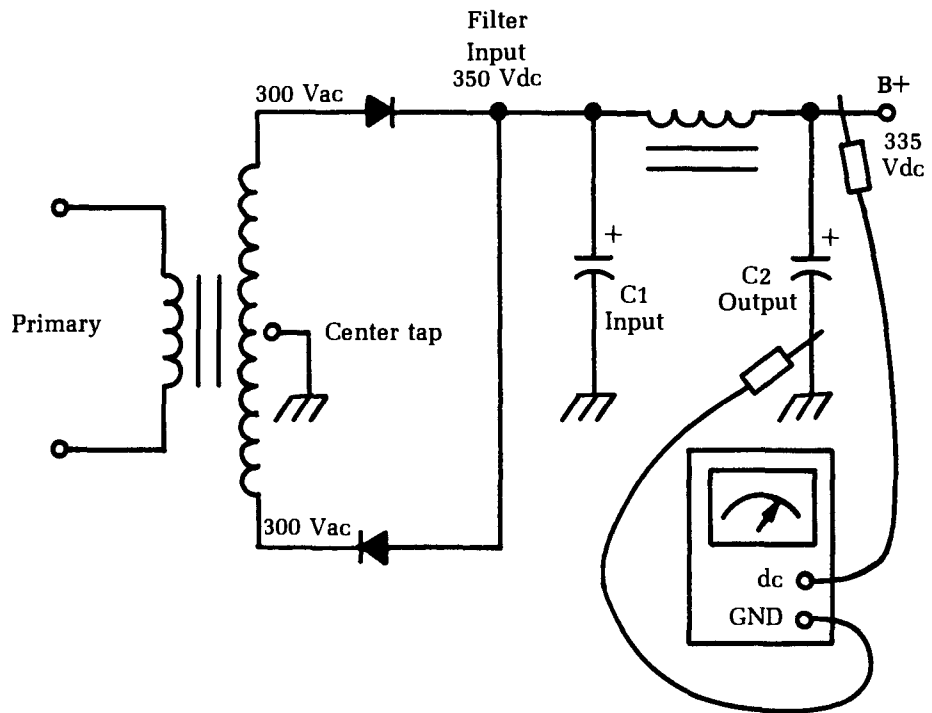 Filter
Input
350 Vdc
300 Vac
B+
335
Vdc
+
C1
Input
+
C2
Output
Primary
Center tap
300 Vac
dc
GND